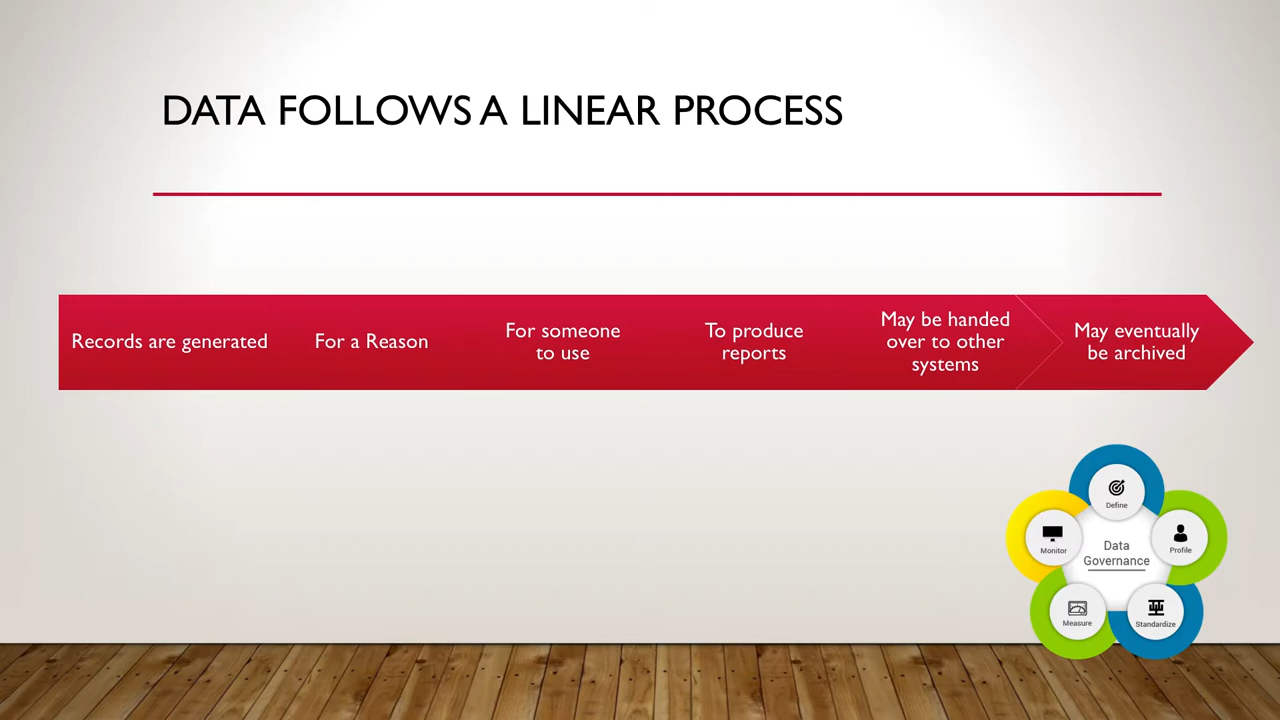 DATA FOLLOWS A LINEAR PROCESS
Records are generated
For a Reason
For someone
to use
To produce
reports
May be handed
over to other
systems
May eventually
be archived
Define
Monitor
Data
Governance
Profile
Measure
Standardize